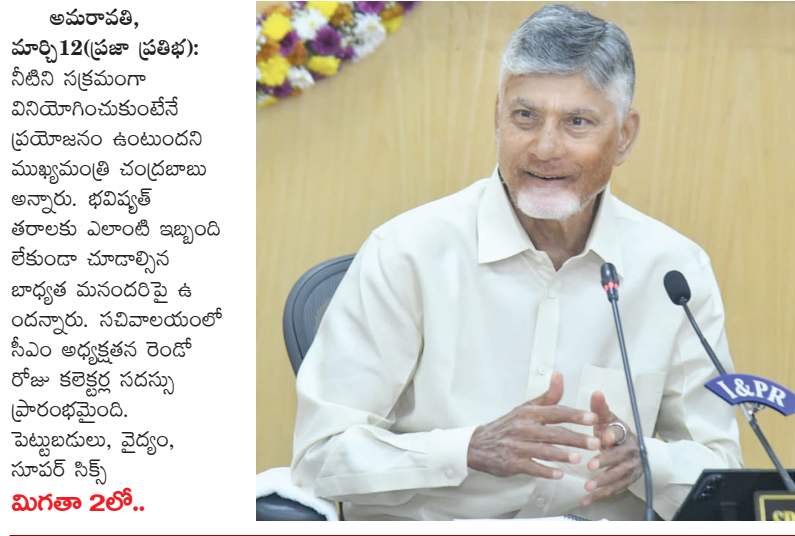 అమరావతి,
మార్చి12(ప్రజా ప్రతిభ):
నీటిని సక్రమంగా
వినియోగించుకుంటేనే
ప్రయోజనం ఉంటుందని
ముఖ్యమంత్రి చంద్రబాబు
అన్నారు. భవిష్యత్
తరాలకు ఎలాంటి ఇబ్బంది
లేకుండా చూడాల్సిన
బాధ్యత మనందరిపై ఉ
ందన్నారు. సచివాలయంలో
సీఎం అధ్యక్షతన రెండో
రోజు కలెక్టర్ల సదస్సు
ప్రారంభమైంది.
పెట్టుబడులు, వైద్యం,
సూపర్ సిక్స్
మిగతా 2లో..
I&PR